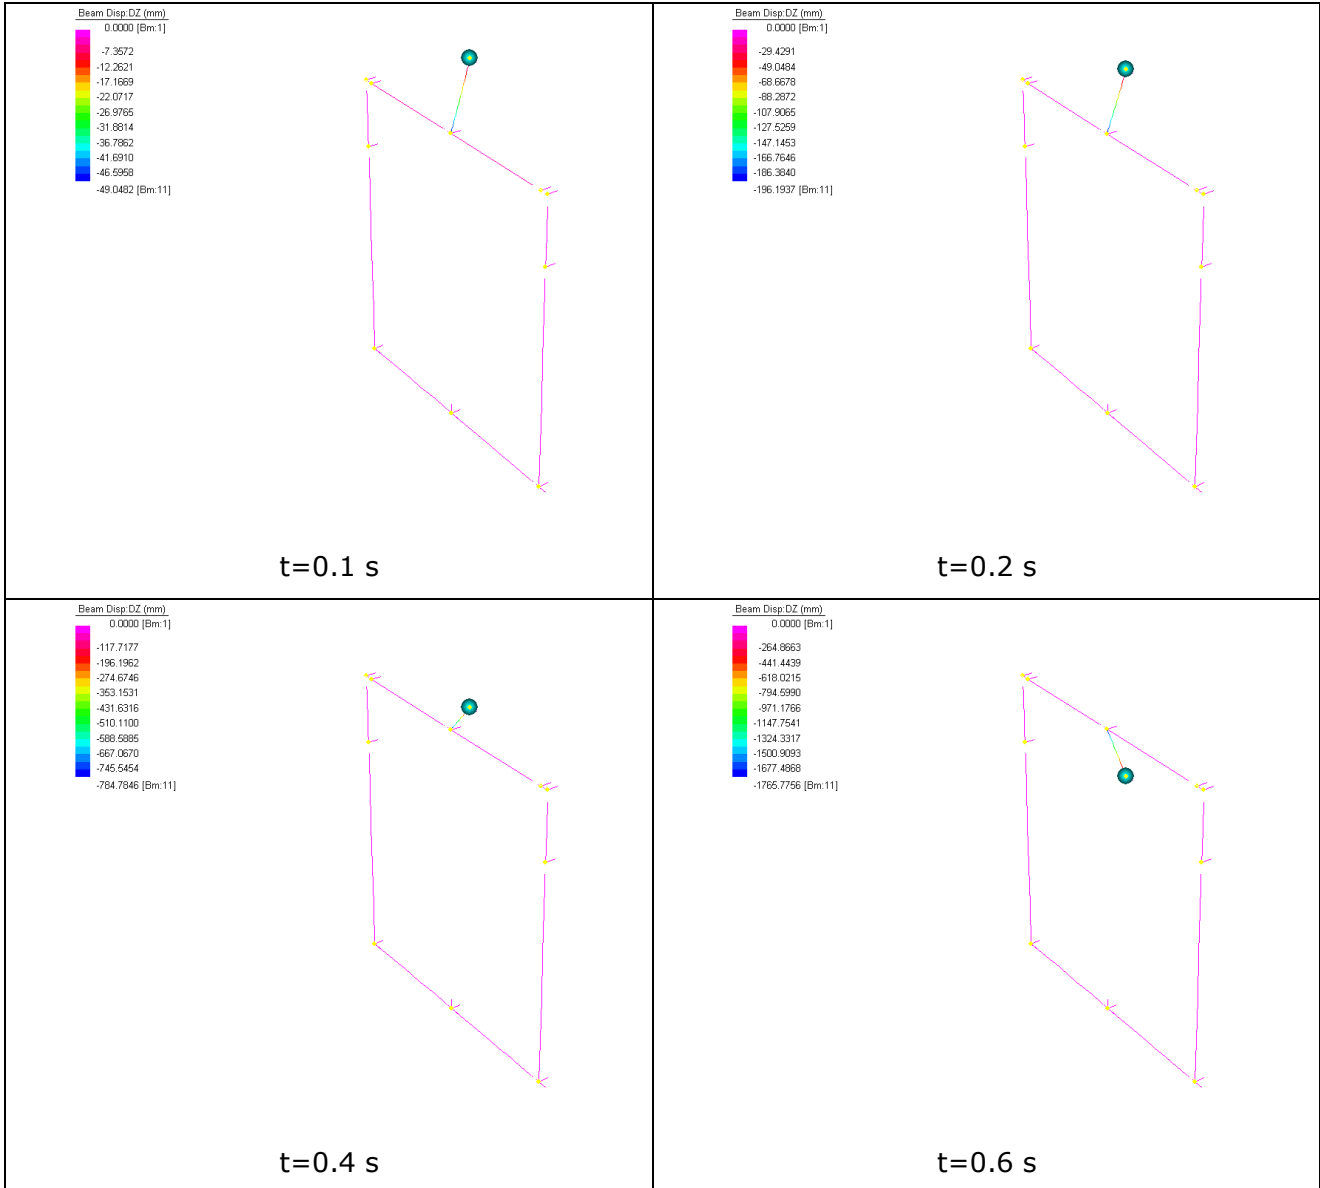 Beam Disp:DZ (mm)
0.0000 [Bm:1]
-7.3572
-12.2621
-17.1669
-22.0717
-26.9765
-31.8814
-36.7862
-41.6910
-46.5958
-49.0482 [Bm:11]
t=0.1 s
Beam Disp:DZ (mm)
0.0000 [Bm:1]
-29.4291
-49.0484
-68.6678
-88.2872
-107.9065
-127.5259
-147.1453
-166.7646
-186.3840
-196.1937 [Bm:11]
t=0.2 s
Beam Disp:DZ (mm)
0.0000 [Bm:1]
-117.7177
-196.1962
-274.6746
-353.1531
-431.6316
-510.1100
-588.5885
-667.0670
-745.5454
-784.7846 [Bm:11]
t=0.4 s
Beam Disp:DZ (mm)
0.0000 [Bm:1]
-264.8663
-441.4439
-618.0215
-794.5990
-971.1766
-1147.7541
-1324.3317
-1500.9093
-1677.4868
-1765.7756 [Bm:11]
t=0.6 s